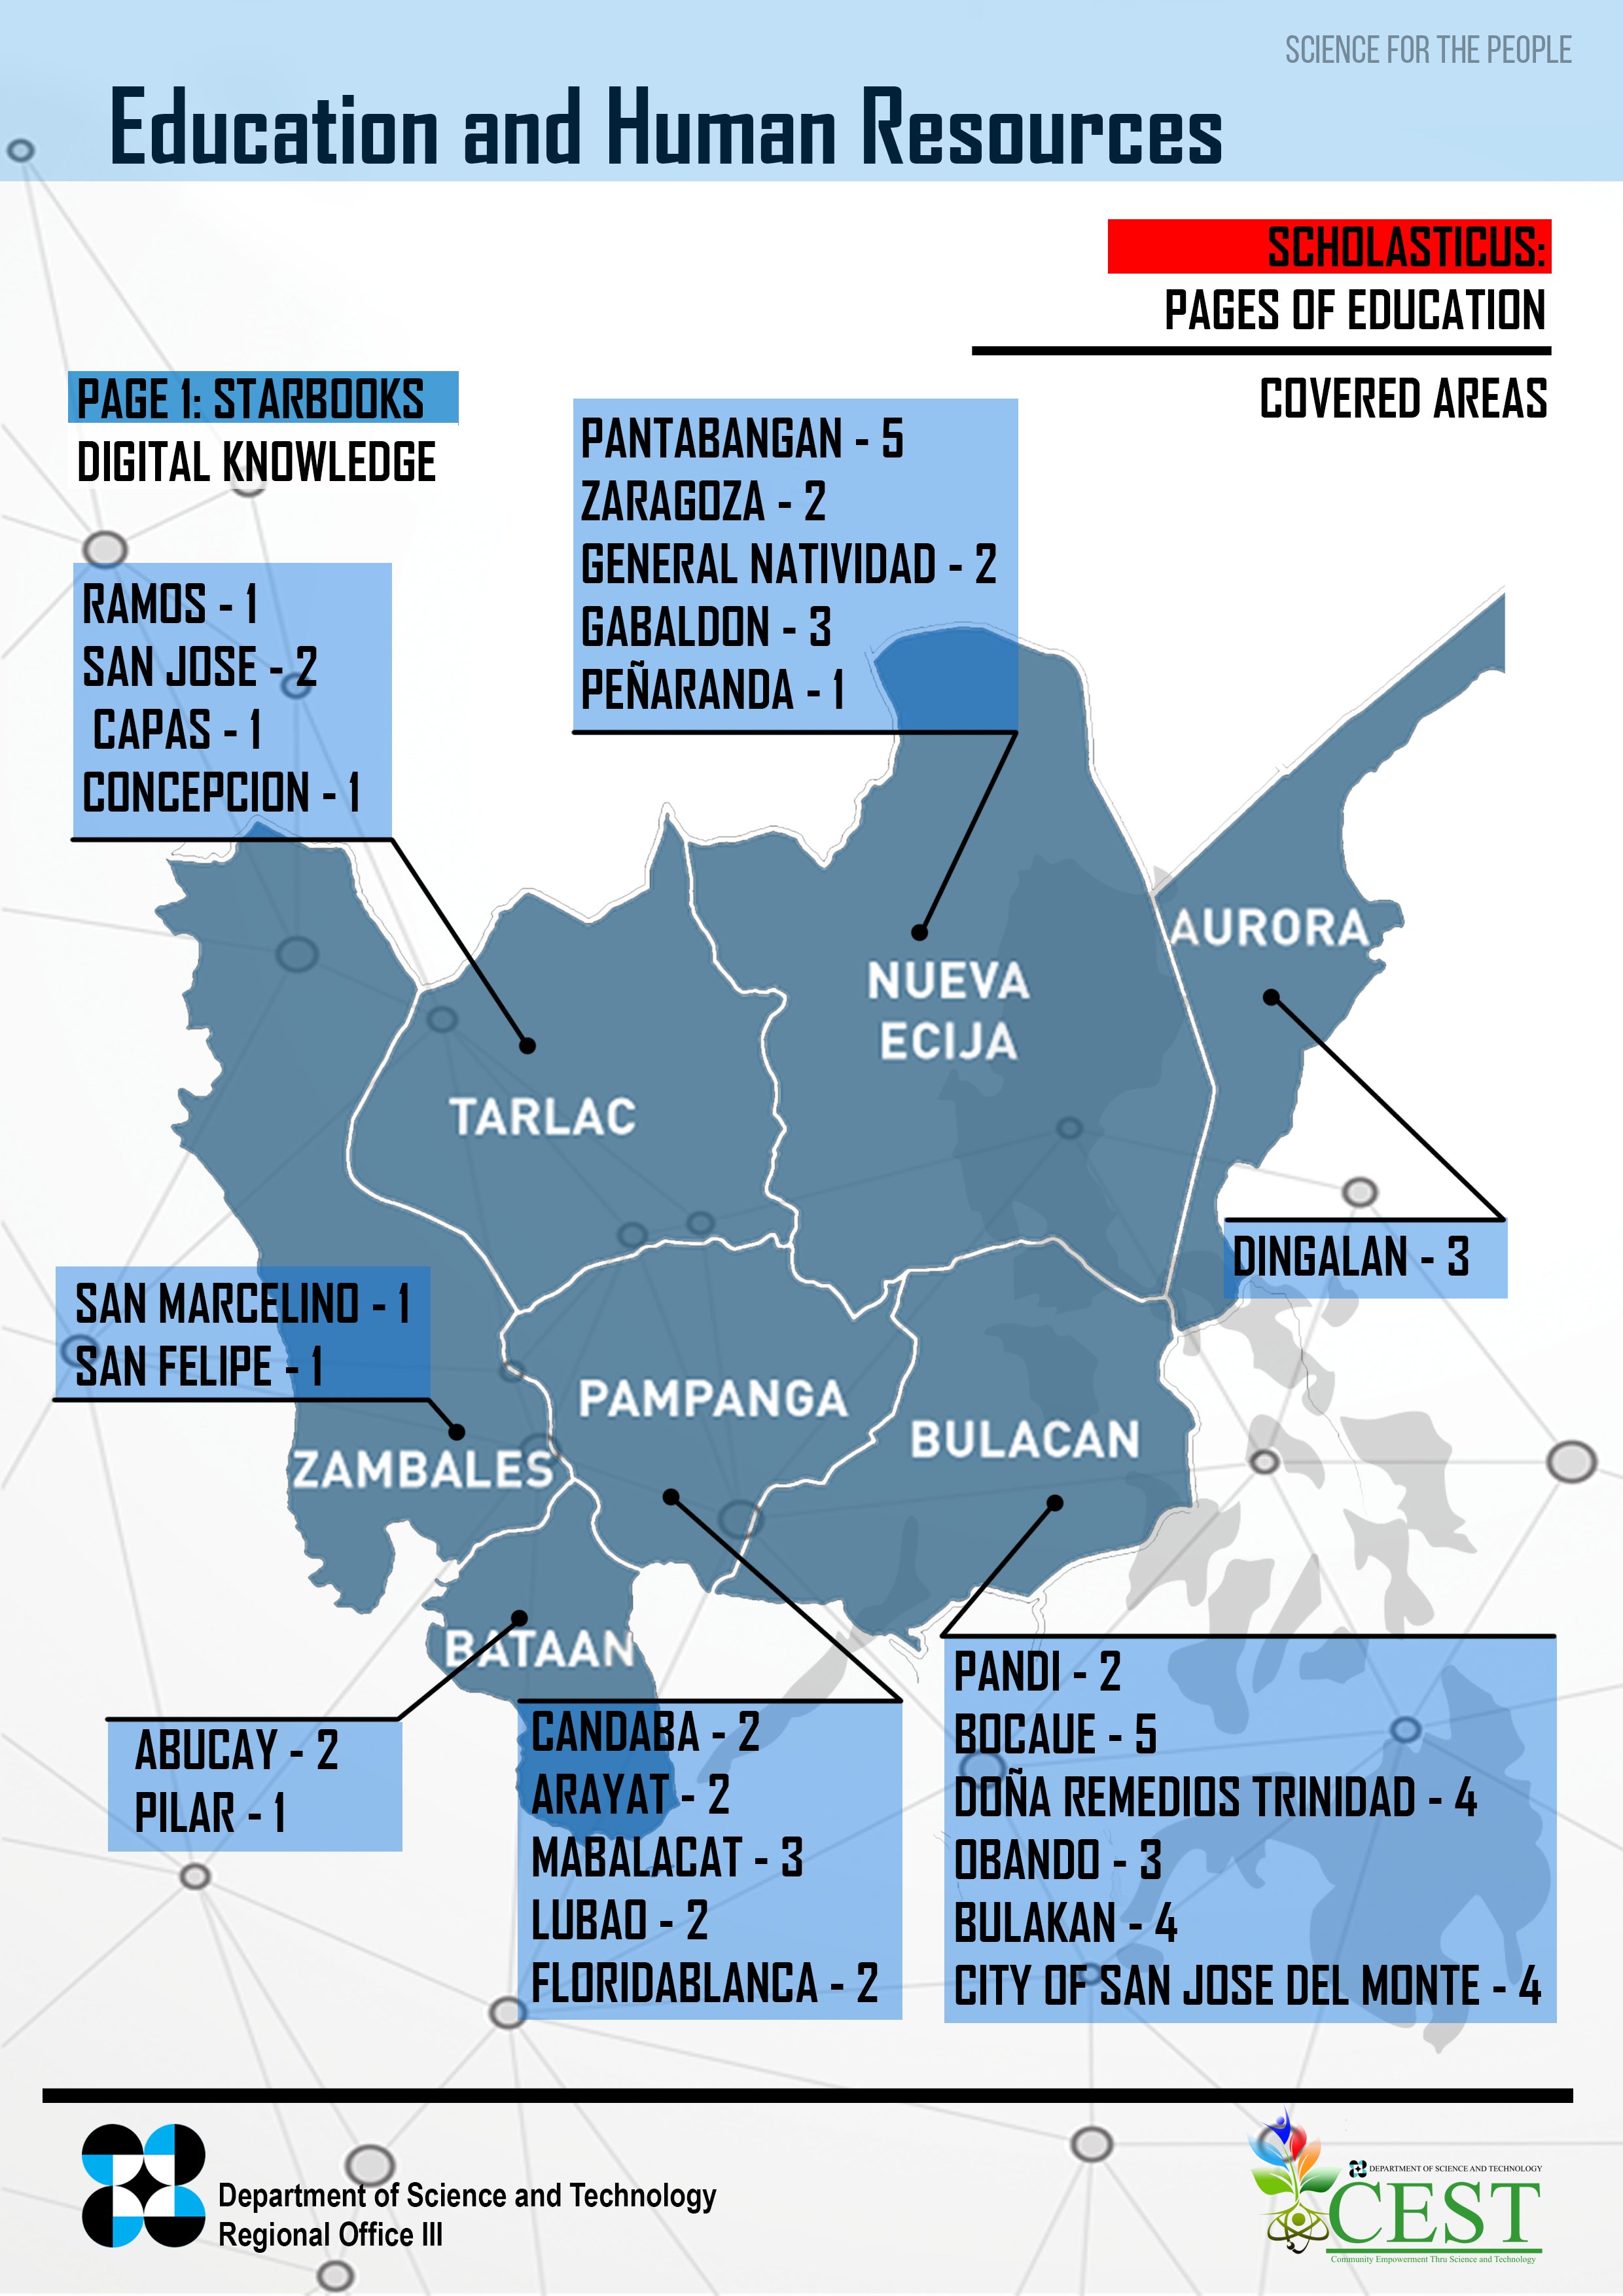 SCIENCE FOR THE PEOPLE
Education and Human Resources
SCHOLASTICUS:
PAGES OF EDUCATION
COVERED AREAS
PAGE 1: STARBOOKS
DIGITAL KNOWLEDGE
PANTABANGAN - 5
ZARAGOZA - 2
GENERAL NATIVIDAD - 2
GABALDON - 3
PEÑARANDA - 1
RAMOS - 1
SAN JOSE - 2
CAPAS - 1
CONCEPCION - 1
AURORA
NUEVA
ECIJA
TARLAC
DINGALAN - 3
SAN MARCELINO - 1
SAN FELIPE - 1
PAMPANGA
BULACAN
ZAMBALES
BATAAN
ABUCAY - 2
PILAR - 1
CANDABA - 2
ARAYAT - 2
MABALACAT - 3
LUBAO - 2
FLORIDABLANCA - 2
PANDI - 2
BOCAUE - 5
DOÑA REMEDIOS TRINIDAD - 4
OBANDO - 3
BULAKAN - 4
CITY OF SAN JOSE DEL MONTE - 4
Department of Science and Technology
Regional Office III
DEPARTMENT OF SCIENCE AND TECHNOLOGY
CEST
Community Empowerment Thru Science and Technology